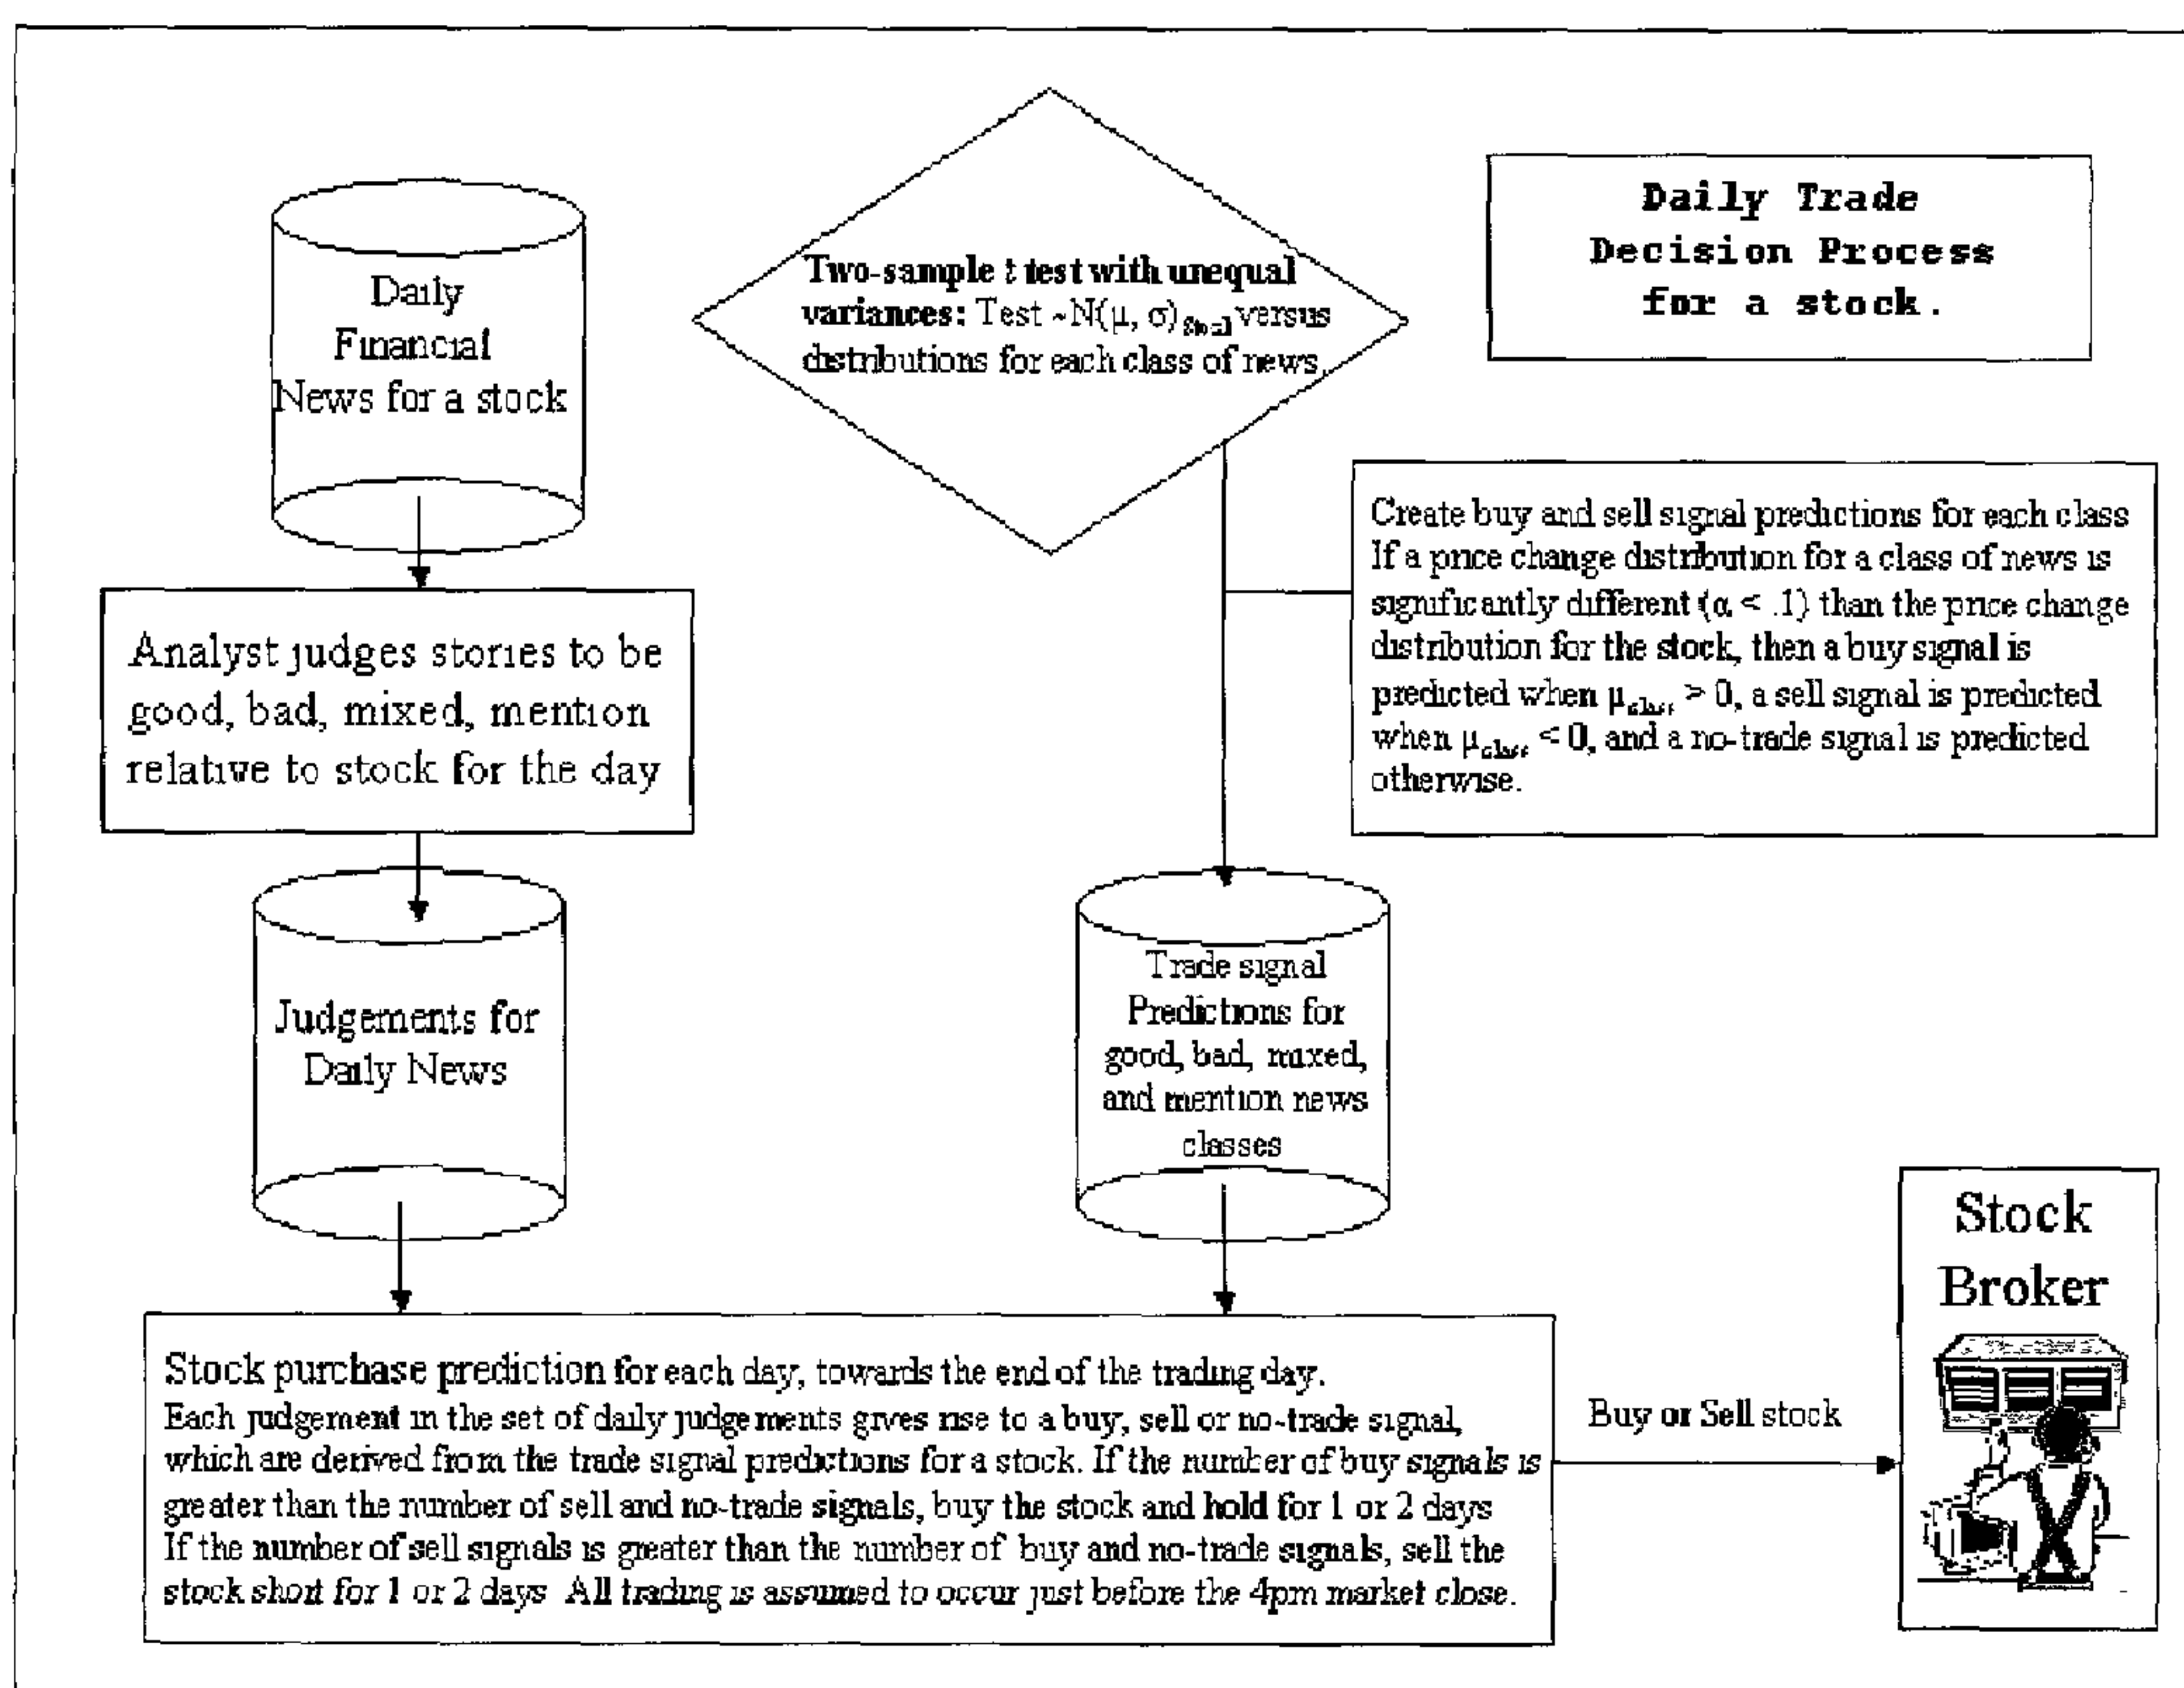 Daily
Financial
News for a stock
Analyst judges stories to be
good, bad, mixed, mention
relative to stock for the day
Judgements for
Daily News
Two-sample t test with unequal
variances: Test ~N(μ, σ) versus
distributions for each class of news.
Daily Trade
Decision Process
for a stock.
Create buy and sell signal predictions for each class
If a price change distribution for a class of news is
significantly different (α < .1) than the price change
distribution for the stock, then a buy signal is
predicted when μclass > 0, a sell signal is predicted
when μclass < 0, and a no-trade signal is predicted
otherwise.
Trade signal
Predictions for
good, bad, mixed,
and mention news
classes
Stock purchase prediction for each day, towards the end of the trading day.
Each judgement in the set of daily judgements gives rise to a buy, sell or no-trade signal,
which are derived from the trade signal predictions for a stock. If the number of buy signals is
greater than the number of sell and no-trade signals, buy the stock and hold for 1 or 2 days
If the number of sell signals is greater than the number of buy and no-trade signals, sell the
stock short for 1 or 2 days All trading is assumed to occur just before the 4pm market close.
Buy or Sell stock
Stock
Broker